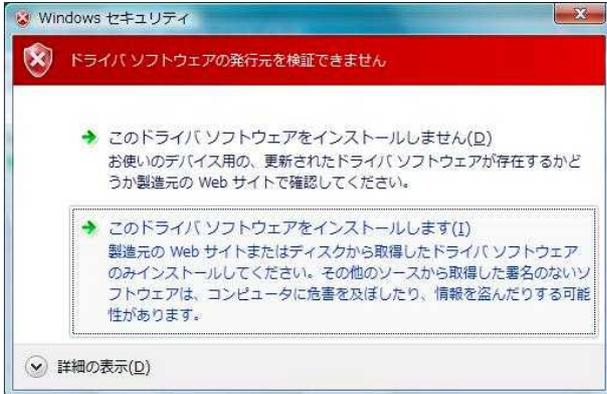 Windows セキュリティ
ドライバ ソフトウェアの発行元を検証できません
このドライバ ソフトウェアをインストールしません(D)
お使いのデバイス用の、更新されたドライバ ソフトウェアが存在するかど
うか製造元の Web サイトで確認してください。
このドライバ ソフトウェアをインストールします(I)
製造元の Web サイトまたはディスクから取得したドライバ ソフトウェア
のみインストールしてください。その他のソースから取得した署名のないソ
フトウェアは、コンピュータに危害を及ぼしたり、情報を盗んだりする可能
性があります。
詳細の表示(D)